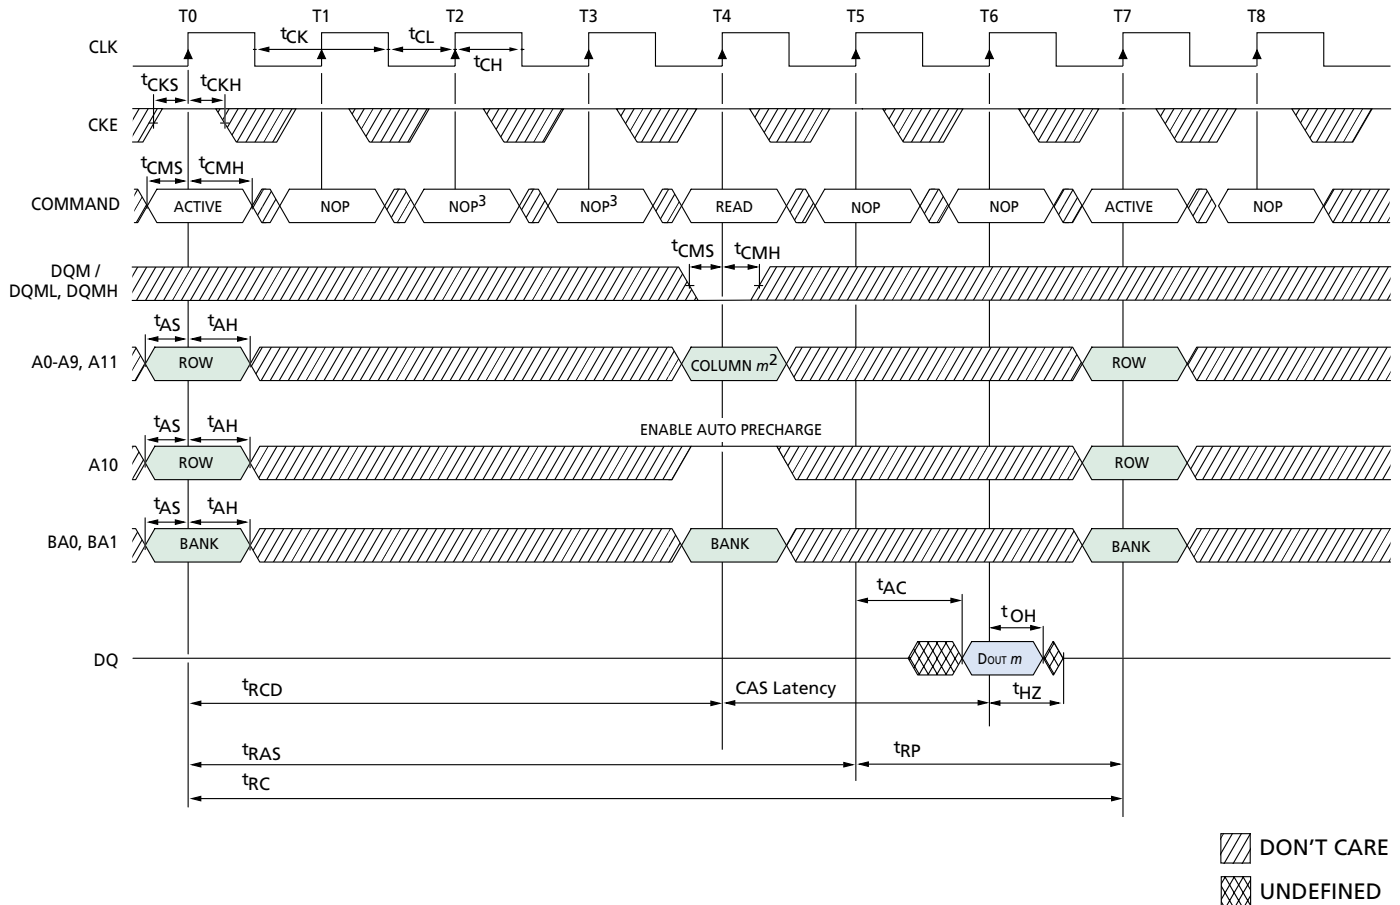 T0 T1 T2 T3 T4 T5 T6 T7 T8
CLK
tCK tCL
tCH
tCKS tCKH
CKE
tCMS tCMH
COMMAND ACTIVE NOP NOP3 NOP3 READ NOP NOP ACTIVE NOP
tCMS tCMH
DQM /
DQML, DQMH
tAS tAH
A0-A9, A11 ROW COLUMN m2 ROW
tAS tAH
ENABLE AUTO PRECHARGE
A10 ROW ROW
tAS tAH
BA0, BA1 BANK BANK BANK
tAC
tOH
DQ DOUT m
tRCD CAS Latency tHZ
tRAS tRP
tRC
DON'T CARE
UNDEFINED